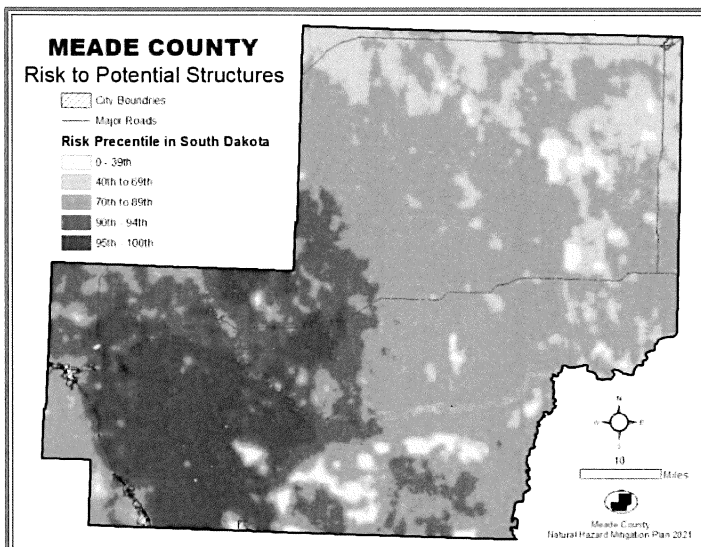 MEADE COUNTY
Risk to Potential Structures
City Boundries
Major Roads
Risk Precentile in South Dakota
0 - 39th
40th to 69th
70th to 89th
90th - 94th
95th - 100th
N
W
E
S
10
Miles
Meade County
Natural Hazard Mitigation Plan 2021